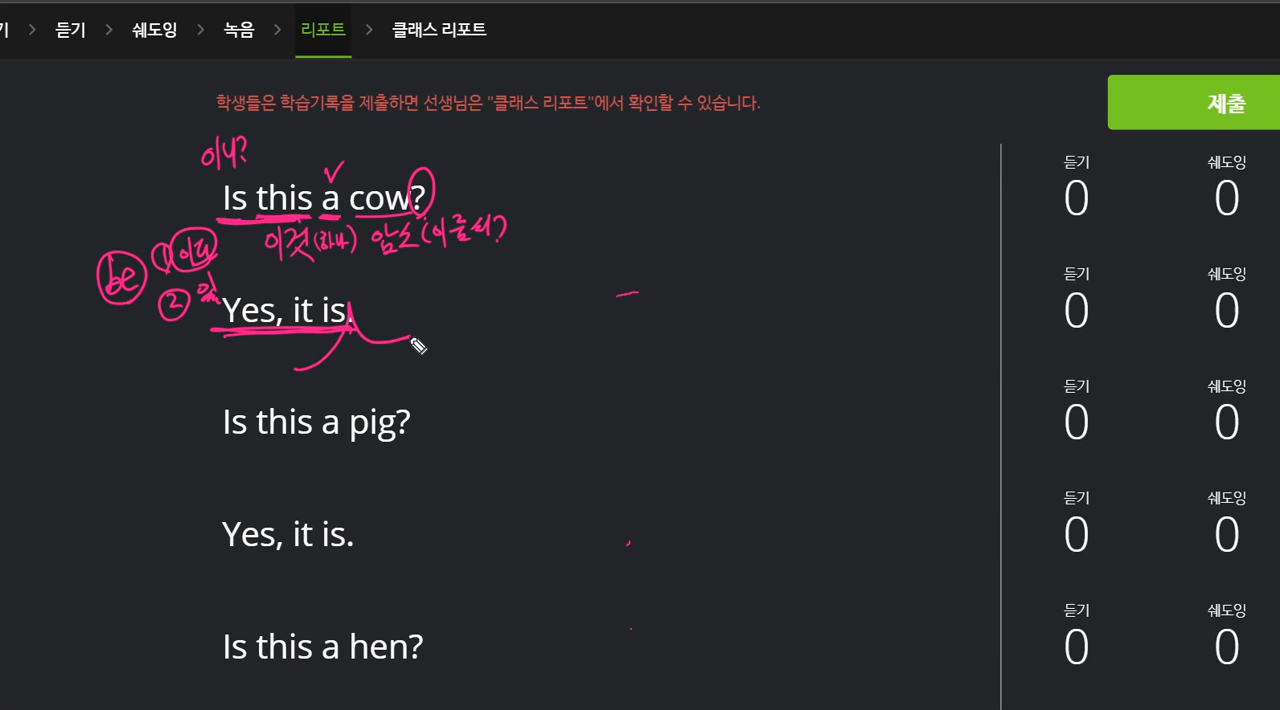 기 > 듣기 > 쉐도잉 > 녹음 > 리포트 > 클래스 리포트
학생들은 학습기록을 제출하면 선생님은 "클래스 리포트"에서 확인할 수 있습니다.
제출
이니?
듣기 쉐도잉
Is this a cow?
0 0
이것 (하나) 암소 (이름씨?
be ① 이다
②
듣기 쉐도잉
Yes, it is.
0 0
듣기 쉐도잉
Is this a pig?
0 0
듣기 쉐도잉
Yes, it is.
0 0
듣기 쉐도잉
Is this a hen?
0 0